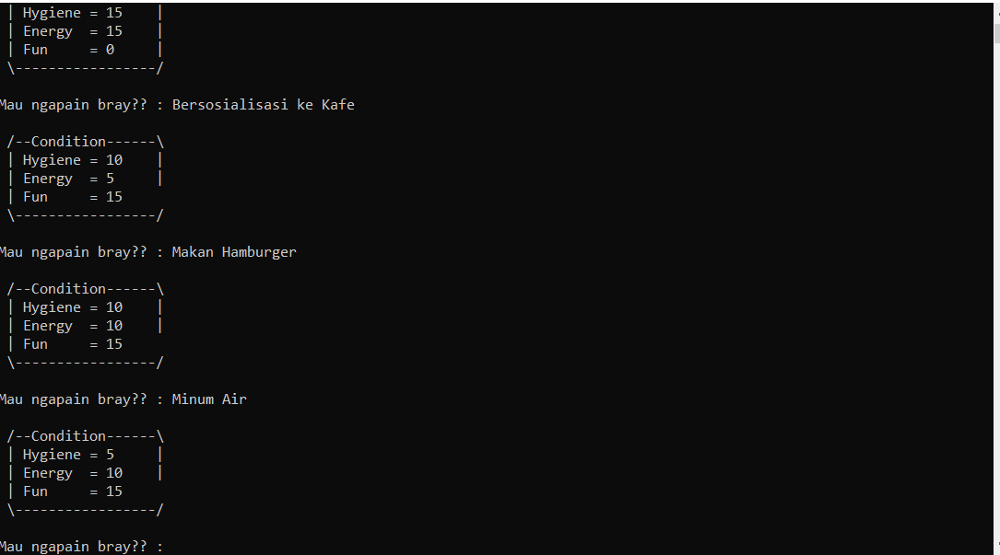 | Hygiene = 15    |
| Energy  = 15    |
| Fun     = 0     |
\-----------------/
Mau ngapain bray?? : Bersosialisasi ke Kafe
/--Condition------\
| Hygiene = 10    |
| Energy  = 5     |
| Fun     = 15
\-----------------/
Mau ngapain bray?? : Makan Hamburger
/--Condition------\
| Hygiene = 10    |
| Energy  = 10    |
| Fun     = 15
\-----------------/
Mau ngapain bray?? : Minum Air
/--Condition------\
| Hygiene = 5     |
| Energy  = 10    |
| Fun     = 15
\-----------------/
Mau ngapain bray?? :